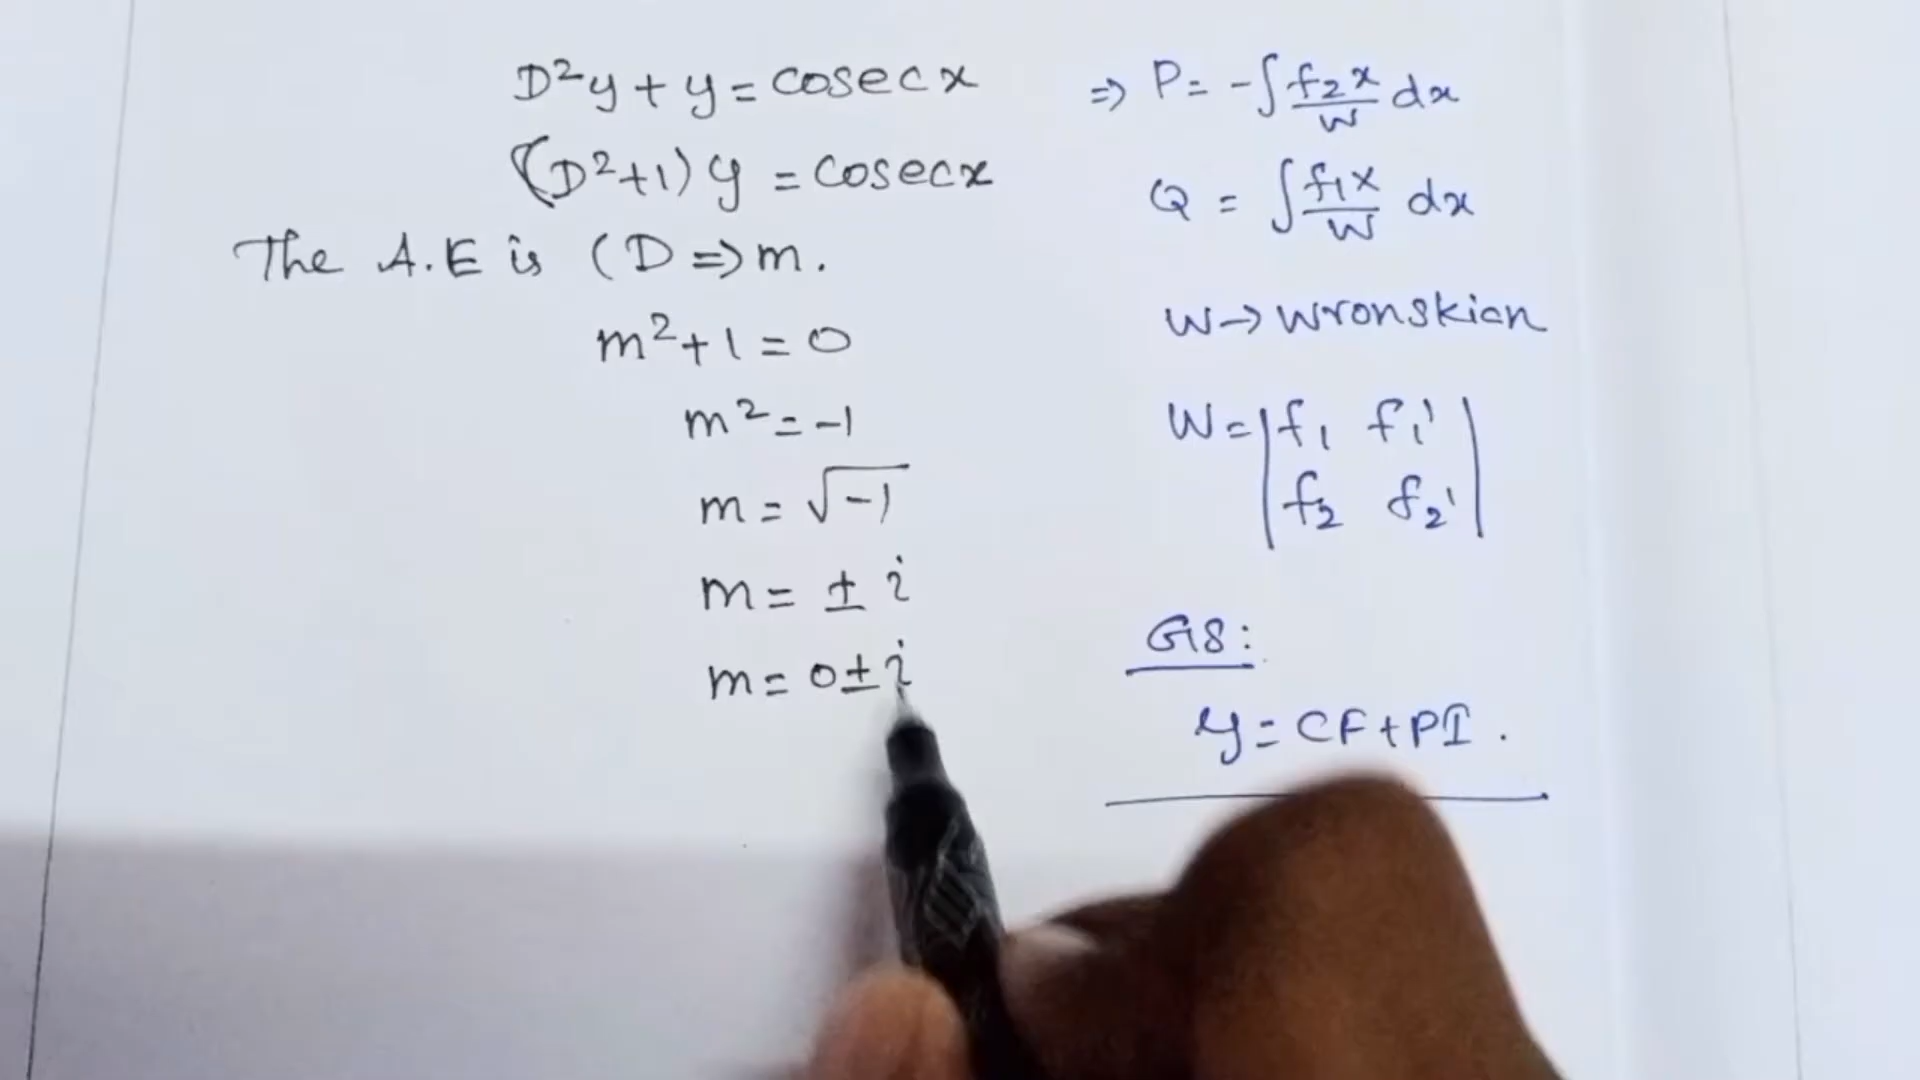 D²y + y = cosecx
(D²+1) y = cosecx
The A.E is (D ⇒ m.
m² + 1 = 0
m² = -1
m = √-1
m = ± i
m = 0 ± i
⇒ P = -∫ f₂x/W dx
Q = ∫ f₁x/W dx
W → Wronskian
W = | f₁ f₁' |
| f₂ f₂' |
GS:
y = CF + PI .